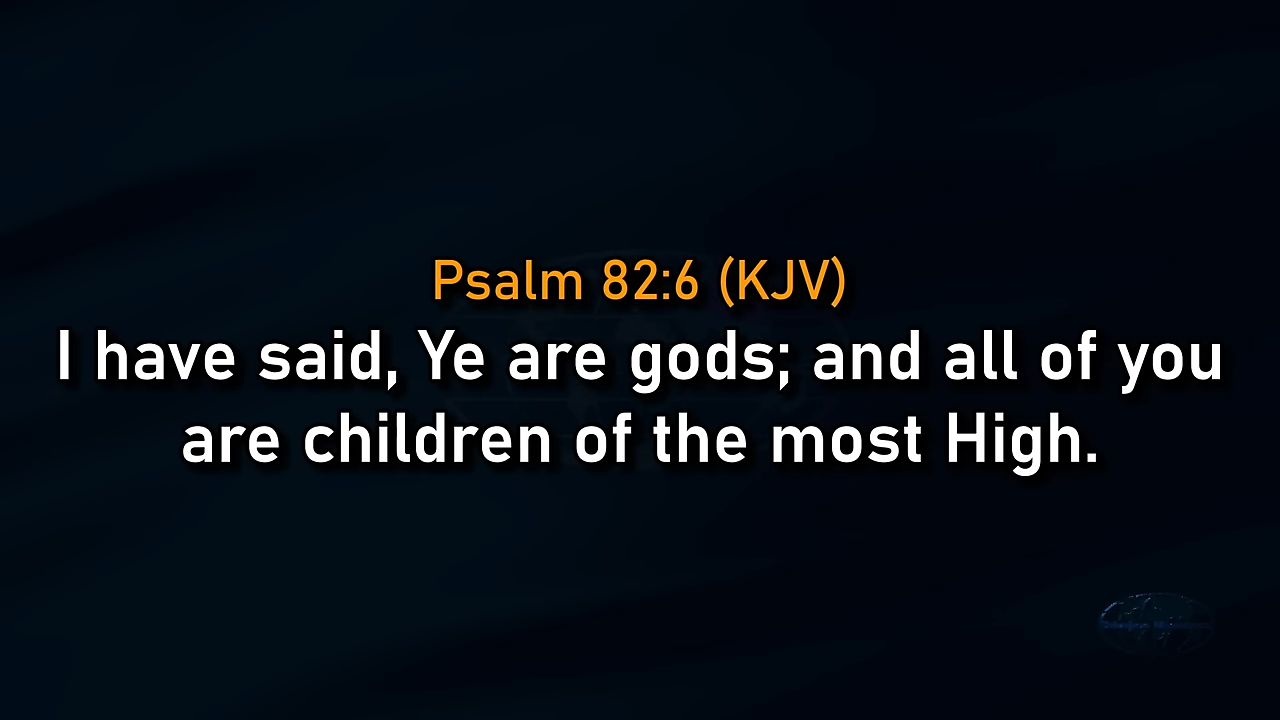 Psalm 82:6 (KJV)
I have said, Ye are gods; and all of you
are children of the most High.